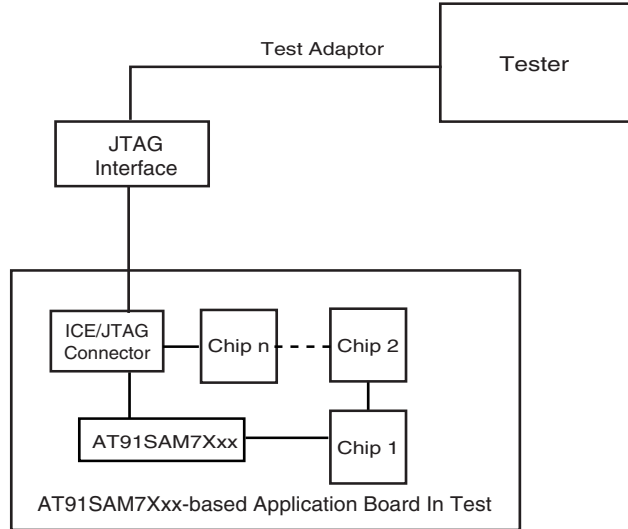 Test Adaptor
Tester
JTAG
Interface
ICE/JTAG
Connector
Chip n
Chip 2
AT91SAM7Xxx
Chip 1
AT91SAM7Xxx-based Application Board In Test